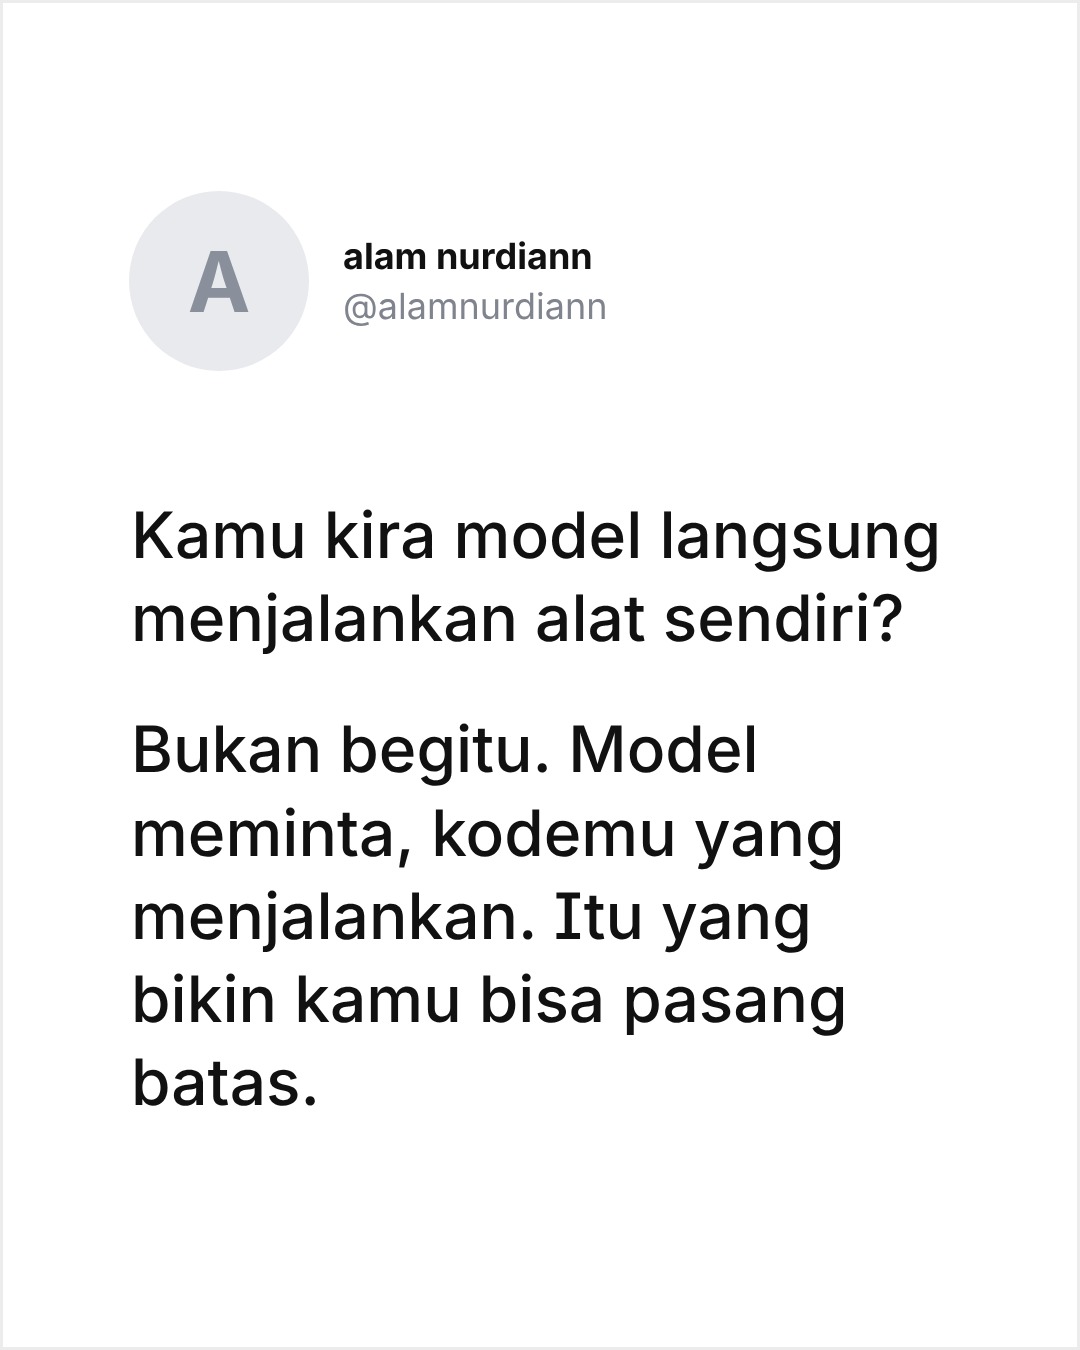 A
alam nurdiann
@alamnurdiann
Kamu kira model langsung
menjalankan alat sendiri?
Bukan begitu. Model
meminta, kodemu yang
menjalankan. Itu yang
bikin kamu bisa pasang
batas.